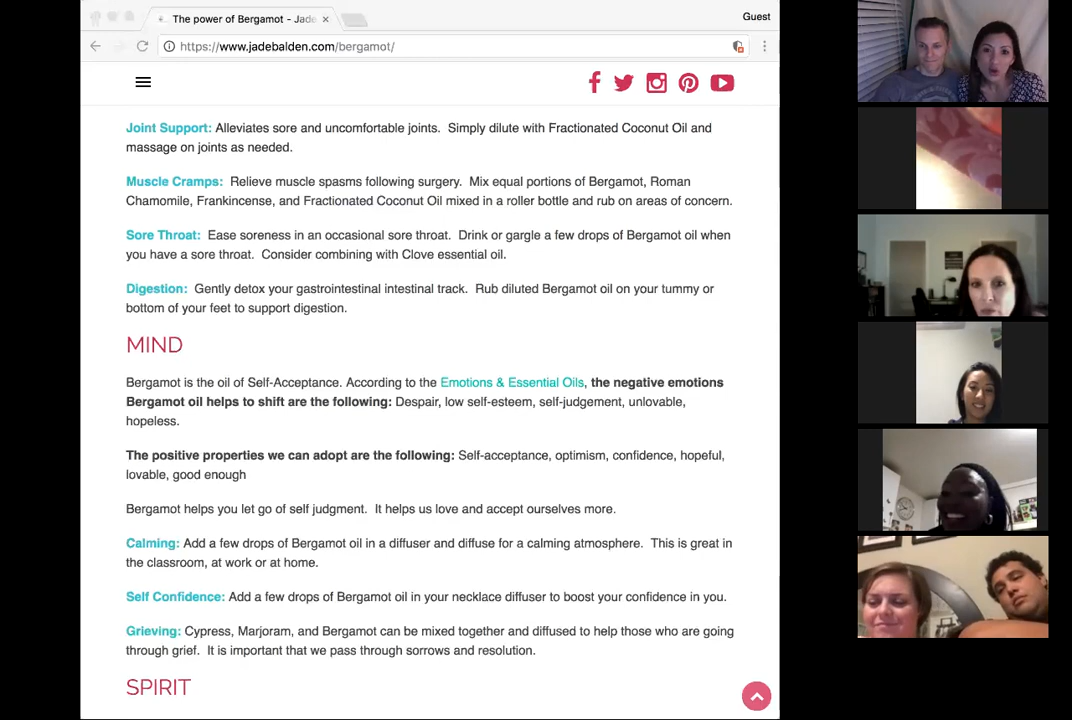 The power of Bergamot - Jade
Guest
https://www.jadebalden.com/bergamot/
Joint Support: Alleviates sore and uncomfortable joints. Simply dilute with Fractionated Coconut Oil and
massage on joints as needed.
Muscle Cramps: Relieve muscle spasms following surgery. Mix equal portions of Bergamot, Roman
Chamomile, Frankincense, and Fractionated Coconut Oil mixed in a roller bottle and rub on areas of concern.
Sore Throat: Ease soreness in an occasional sore throat. Drink or gargle a few drops of Bergamot oil when
you have a sore throat. Consider combining with Clove essential oil.
Digestion: Gently detox your gastrointestinal intestinal track. Rub diluted Bergamot oil on your tummy or
bottom of your feet to support digestion.
MIND
Bergamot is the oil of Self-Acceptance. According to the Emotions & Essential Oils, the negative emotions
Bergamot oil helps to shift are the following: Despair, low self-esteem, self-judgement, unlovable,
hopeless.
The positive properties we can adopt are the following: Self-acceptance, optimism, confidence, hopeful,
lovable, good enough
Bergamot helps you let go of self judgment. It helps us love and accept ourselves more.
Calming: Add a few drops of Bergamot oil in a diffuser and diffuse for a calming atmosphere. This is great in
the classroom, at work or at home.
Self Confidence: Add a few drops of Bergamot oil in your necklace diffuser to boost your confidence in you.
Grieving: Cypress, Marjoram, and Bergamot can be mixed together and diffused to help those who are going
through grief. It is important that we pass through sorrows and resolution.
SPIRIT